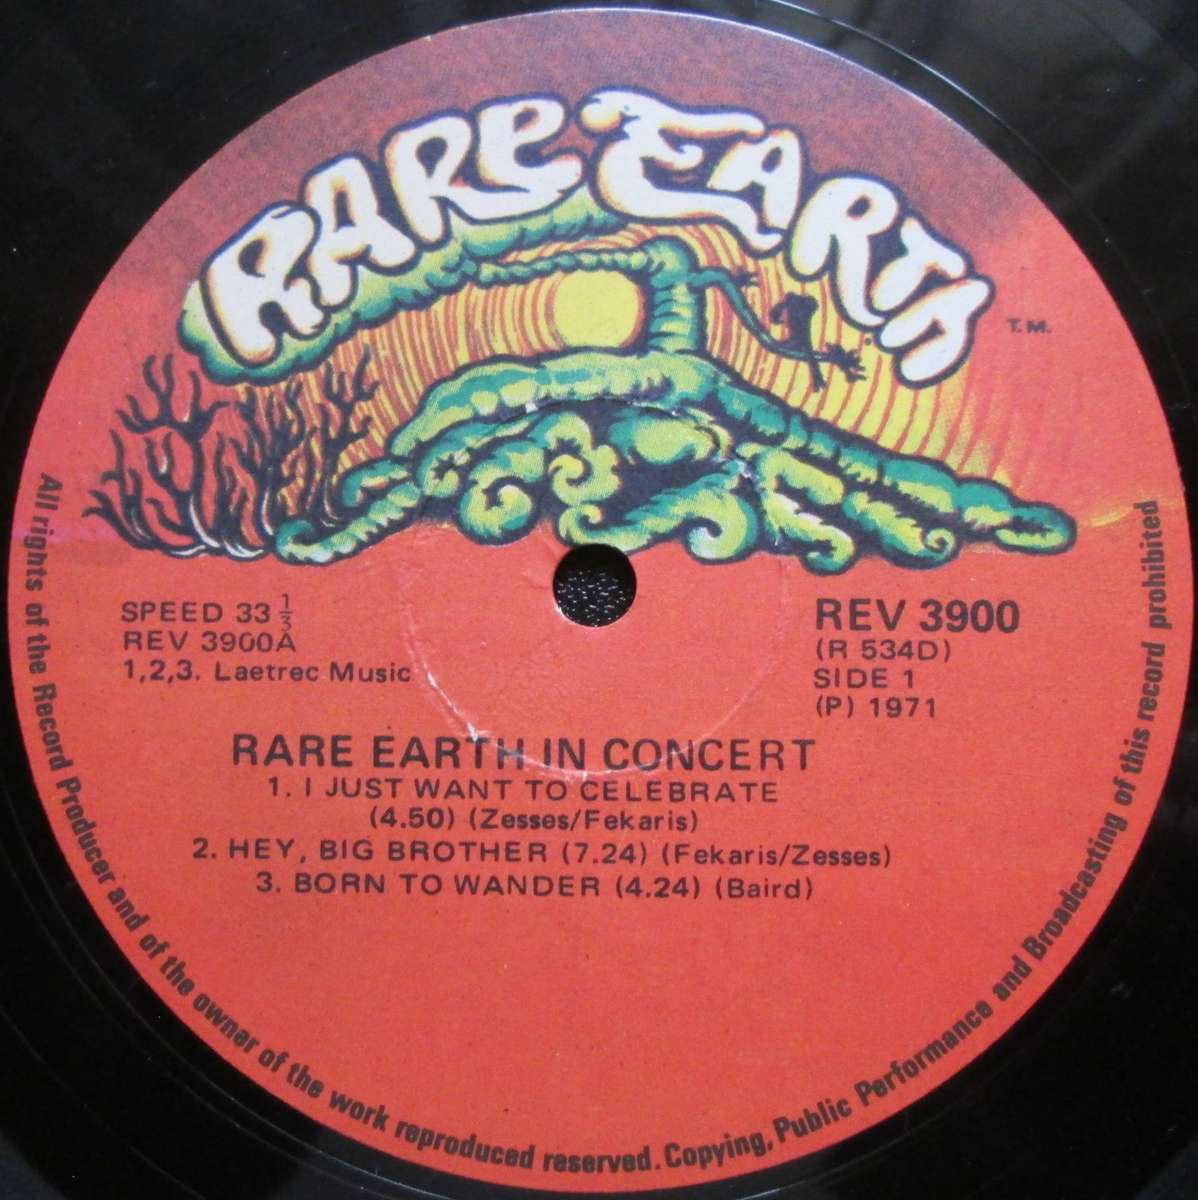 RARE EARTH
T.M.
SPEED 33 1/3
REV 3900A
1,2,3. Laetrec Music
REV 3900
(R 534D)
SIDE 1
(P) 1971
RARE EARTH IN CONCERT
1. I JUST WANT TO CELEBRATE
(4.50) (Zesses/Fekaris)
2. HEY, BIG BROTHER (7.24) (Fekaris/Zesses)
3. BORN TO WANDER (4.24) (Baird)
All rights of the Record Producer and of the owner of the work reproduced reserved. Copying, Public Performance and Broadcasting of this record prohibited